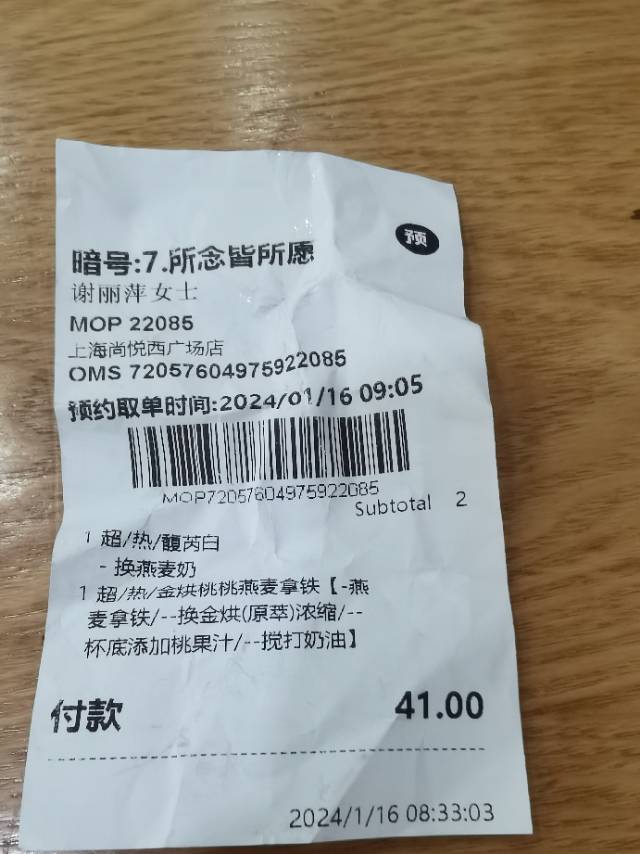 预
暗号:7.所念皆所愿
谢丽萍女士
MOP 22085
上海尚悦西广场店
OMS 72057604975922085
预约取单时间:2024/01/16 09:05
MOP72057604975922085
Subtotal 2
1 超/热/馥芮白
- 换燕麦奶
1 超/热/金烘桃桃燕麦拿铁【-燕
麦拿铁/--换金烘(原萃)浓缩/--
杯底添加桃果汁/--搅打奶油】
付款 41.00
2024/1/16 08:33:03